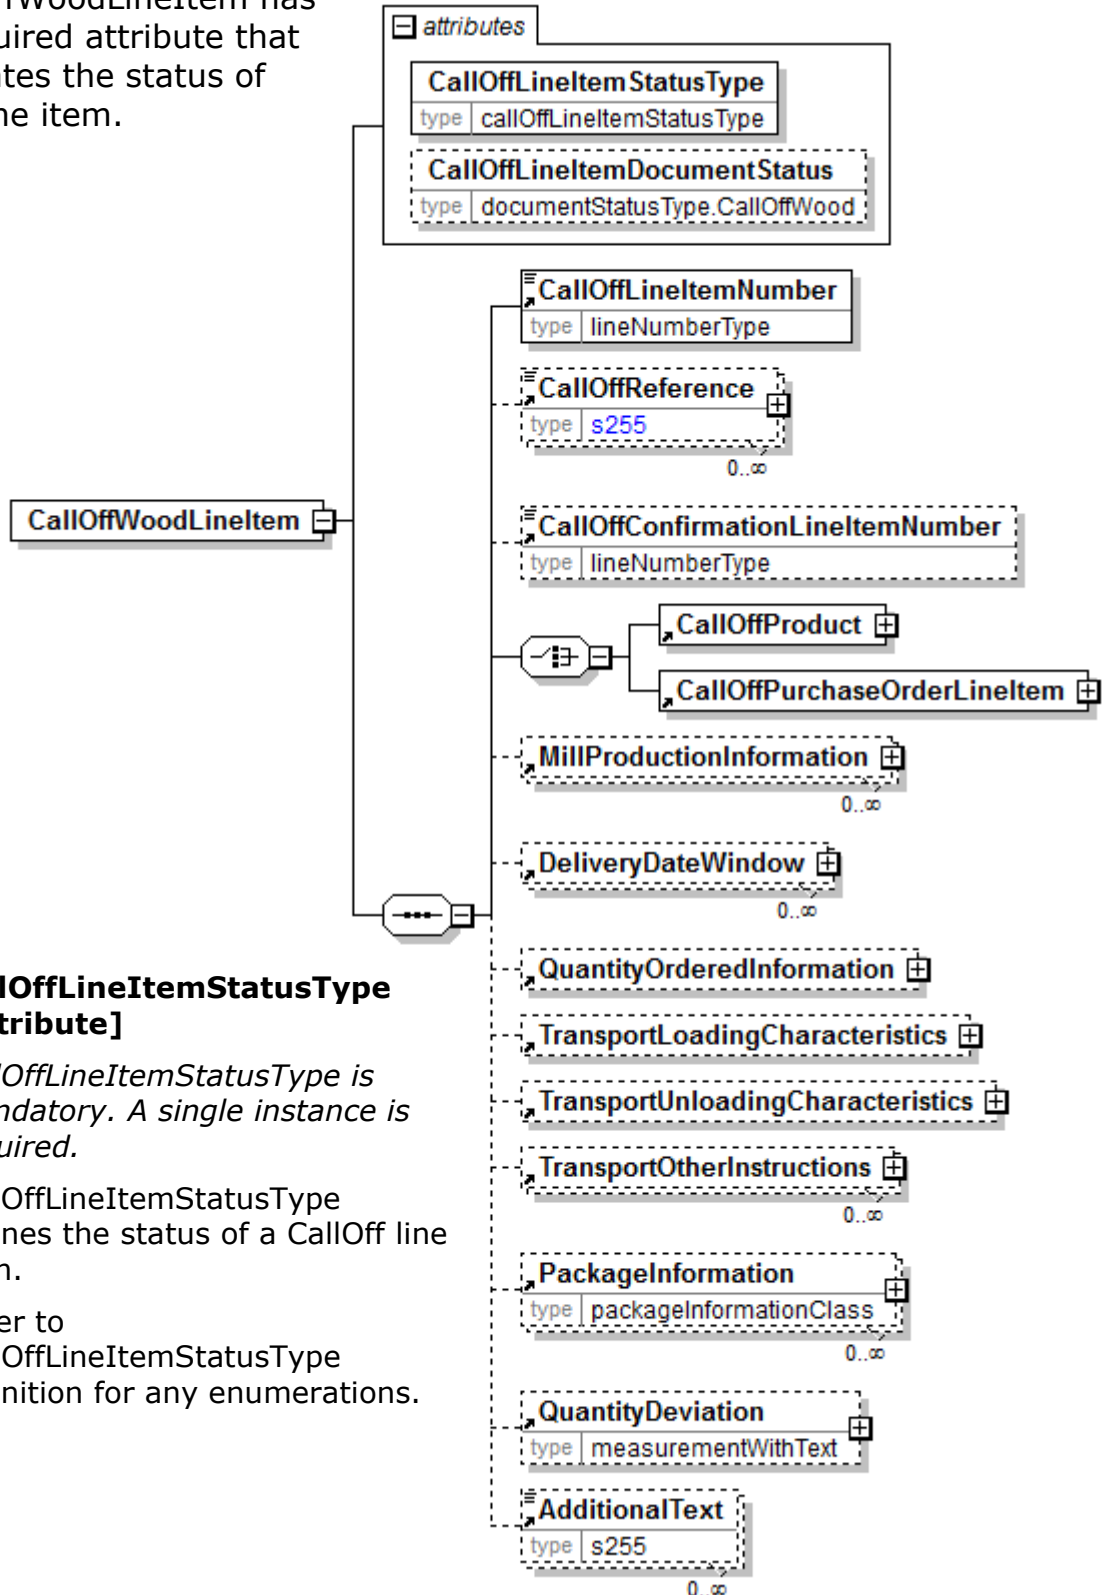 ffWoodLineItem has
uired attribute that
ates the status of
ne item.
attributes
CallOffLineItemStatusType
type callOffLineItemStatusType
CallOffLineItemDocumentStatus
type documentStatusType.CallOffWood
CallOffLineItemNumber
type lineNumberType
CallOffReference
type s255
0..∞
CallOffWoodLineItem
CallOffConfirmationLineItemNumber
type lineNumberType
CallOffProduct
CallOffPurchaseOrderLineItem
MillProductionInformation
0..∞
DeliveryDateWindow
0..∞
QuantityOrderedInformation
TransportLoadingCharacteristics
TransportUnloadingCharacteristics
TransportOtherInstructions
0..∞
PackageInformation
type packageInformationClass
0..∞
QuantityDeviation
type measurementWithText
AdditionalText
type s255
0..∞
lOffLineItemStatusType
tribute]
lOffLineItemStatusType is
ndatory. A single instance is
uired.
OffLineItemStatusType
nes the status of a CallOff line
n.
er to
OffLineItemStatusType
nition for any enumerations.